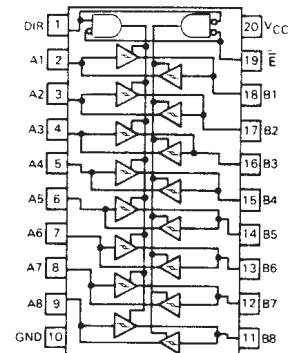 DIR 1 20 VCC
A1 2 19 E̅
A2 3 18 B1
A3 4 17 B2
A4 5 16 B3
A5 6 15 B4
A6 7 14 B5
A7 8 13 B6
A8 9 12 B7
GND 10 11 B8